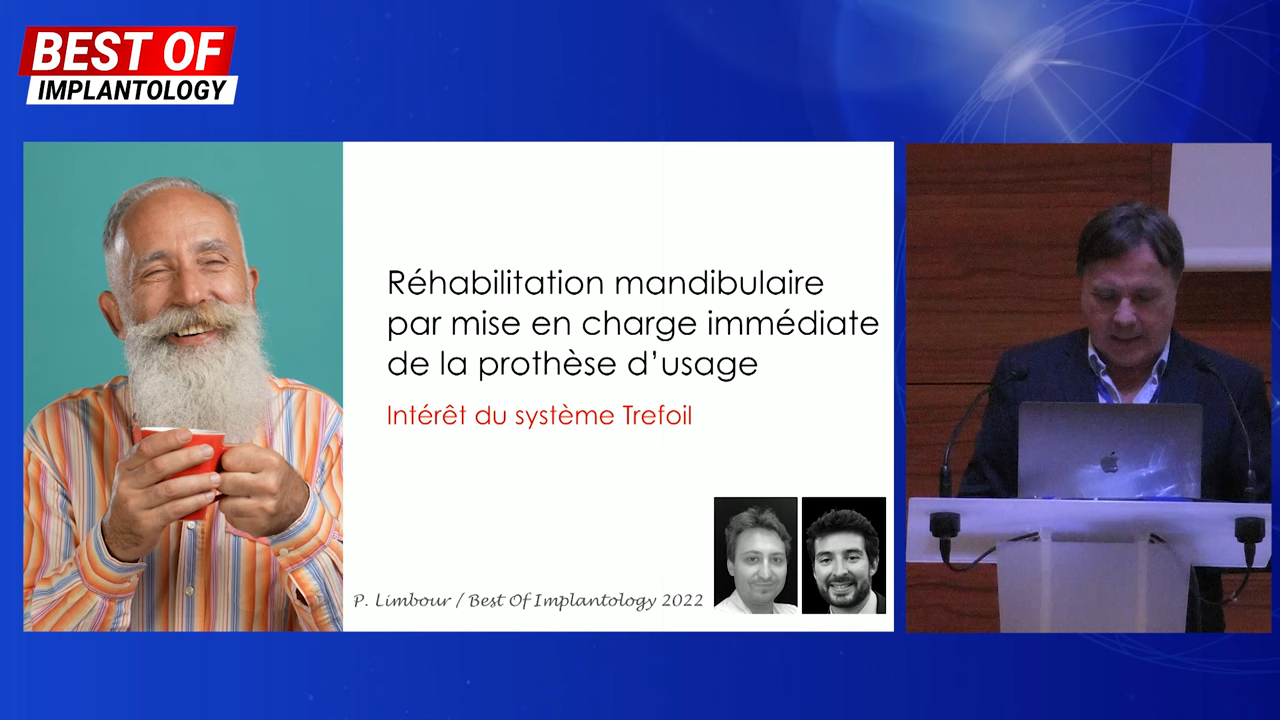 BEST OF
IMPLANTOLOGY
Réhabilitation mandibulaire
par mise en charge immédiate
de la prothèse d'usage
Intérêt du système Trefoil
P. Limbour / Best Of Implantology 2022